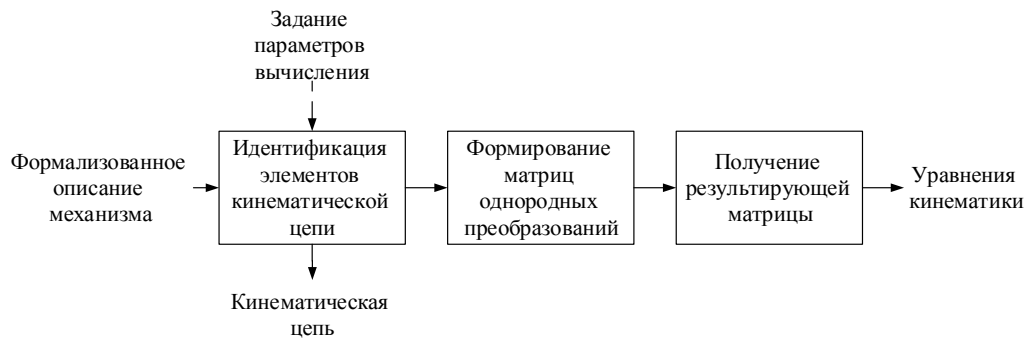 Задание
параметров
вычисления
Формализованное
описание
механизма
Идентификация
элементов
кинематической
цепи
Формирование
матриц
однородных
преобразований
Получение
результирующей
матрицы
Уравнения
кинематики
Кинематическая
цепь